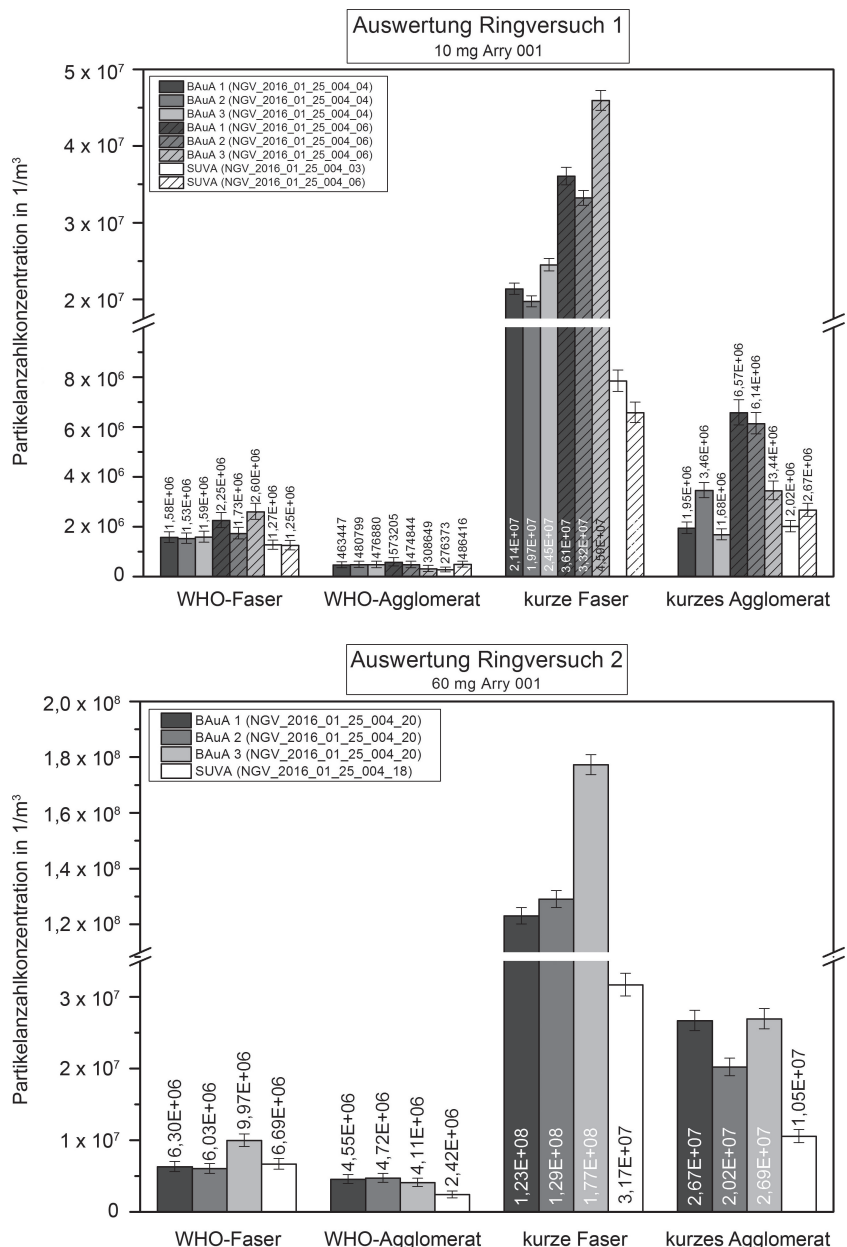 Auswertung Ringversuch 1
10 mg Arry 001
Partikelanzahlkonzentration in 1/m³
5 x 10⁷
4 x 10⁷
3 x 10⁷
2 x 10⁷
8 x 10⁶
6 x 10⁶
4 x 10⁶
2 x 10⁶
0
BAuA 1 (NGV_2016_01_25_004_04)
BAuA 2 (NGV_2016_01_25_004_04)
BAuA 3 (NGV_2016_01_25_004_04)
BAuA 1 (NGV_2016_01_25_004_06)
BAuA 2 (NGV_2016_01_25_004_06)
BAuA 3 (NGV_2016_01_25_004_06)
SUVA (NGV_2016_01_25_004_03)
SUVA (NGV_2016_01_25_004_06)
1,58E+06
1,53E+06
1,59E+06
2,25E+06
1,73E+06
2,60E+06
1,27E+06
1,25E+06
463447
480799
476880
573205
474844
308649
276373
486416
2,14E+07
1,97E+07
2,45E+07
3,61E+07
3,32E+07
4,59E+07
1,95E+06
3,46E+06
1,68E+06
6,57E+06
6,14E+06
3,44E+06
2,02E+06
2,67E+06
WHO-Faser
WHO-Agglomerat
kurze Faser
kurzes Agglomerat
Auswertung Ringversuch 2
60 mg Arry 001
Partikelanzahlkonzentration in 1/m³
2,0 x 10⁸
1,8 x 10⁸
1,6 x 10⁸
1,4 x 10⁸
1,2 x 10⁸
3 x 10⁷
2 x 10⁷
1 x 10⁷
0
BAuA 1 (NGV_2016_01_25_004_20)
BAuA 2 (NGV_2016_01_25_004_20)
BAuA 3 (NGV_2016_01_25_004_20)
SUVA (NGV_2016_01_25_004_18)
6,30E+06
6,03E+06
9,97E+06
6,69E+06
4,55E+06
4,72E+06
4,11E+06
2,42E+06
1,23E+08
1,29E+08
1,77E+08
3,17E+07
2,67E+07
2,02E+07
2,69E+07
1,05E+07
WHO-Faser
WHO-Agglomerat
kurze Faser
kurzes Agglomerat